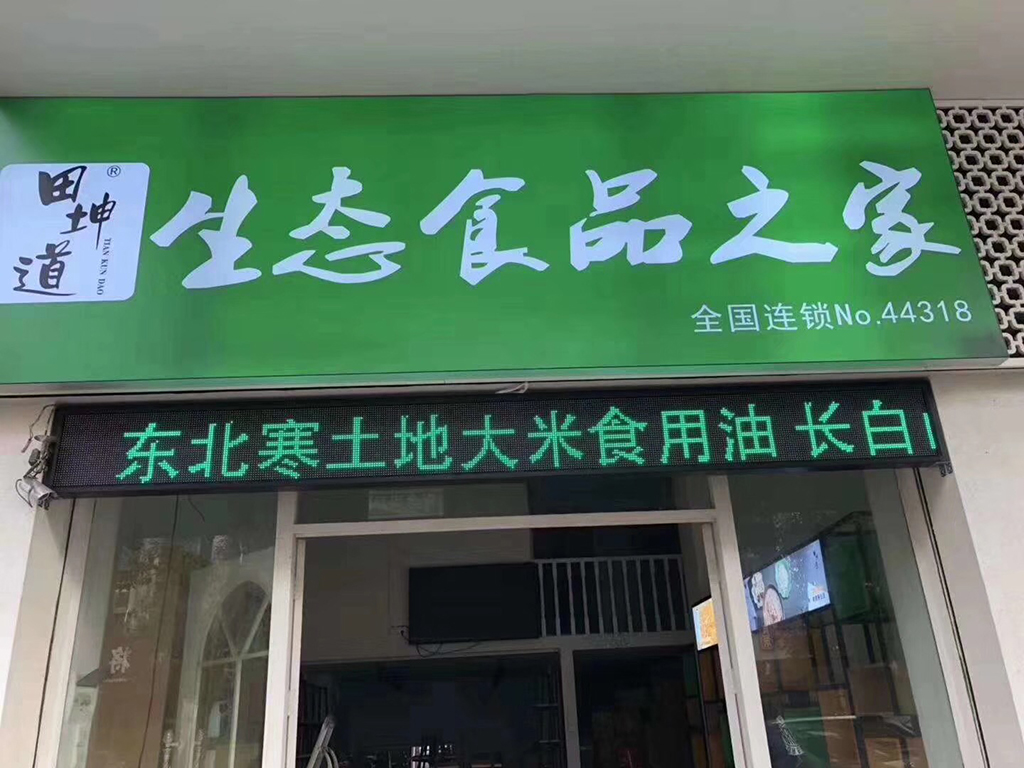 田坤道®
TIAN KUN DAO
生态食品之家
全国连锁No.44318
东北寒土地大米食用油 长白
将